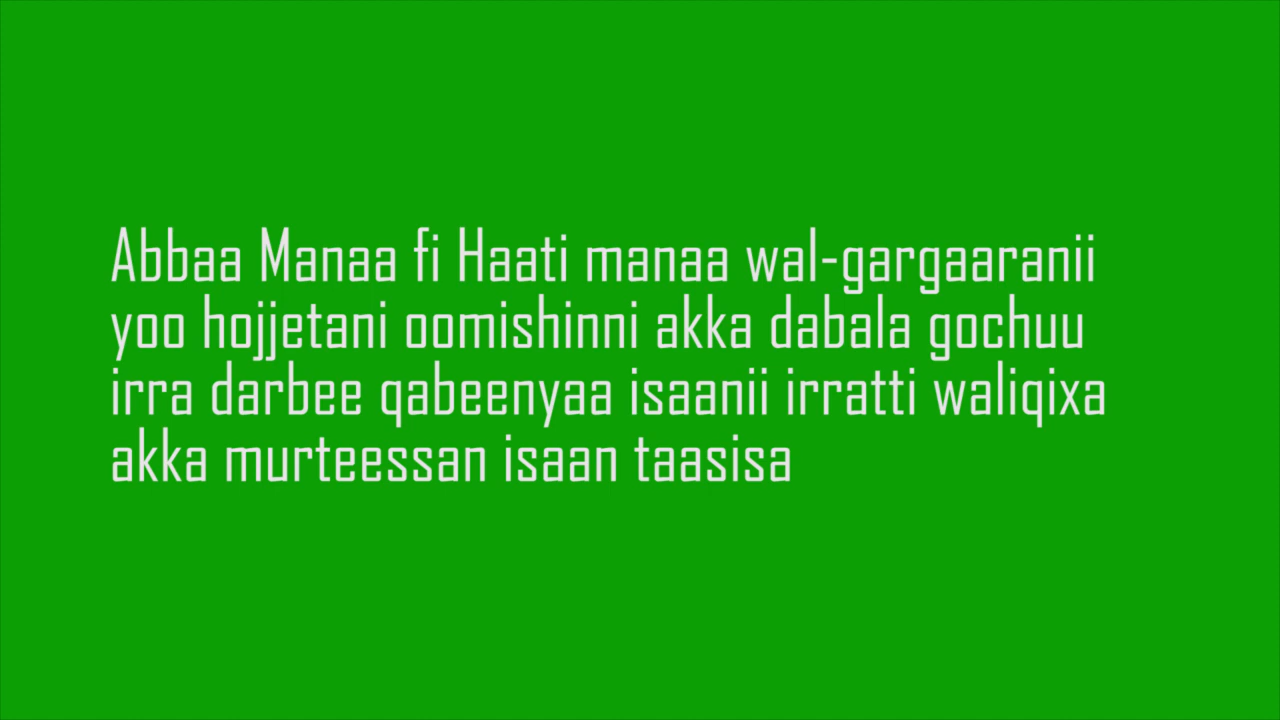 Abbaa Manaa fi Haati manaa wal-gargaaranii
yoo hojjetani oomishinni akka dabala gochuu
irra darbee qabeenyaa isaanii irratti waliqixa
akka murteessan isaan taasisa